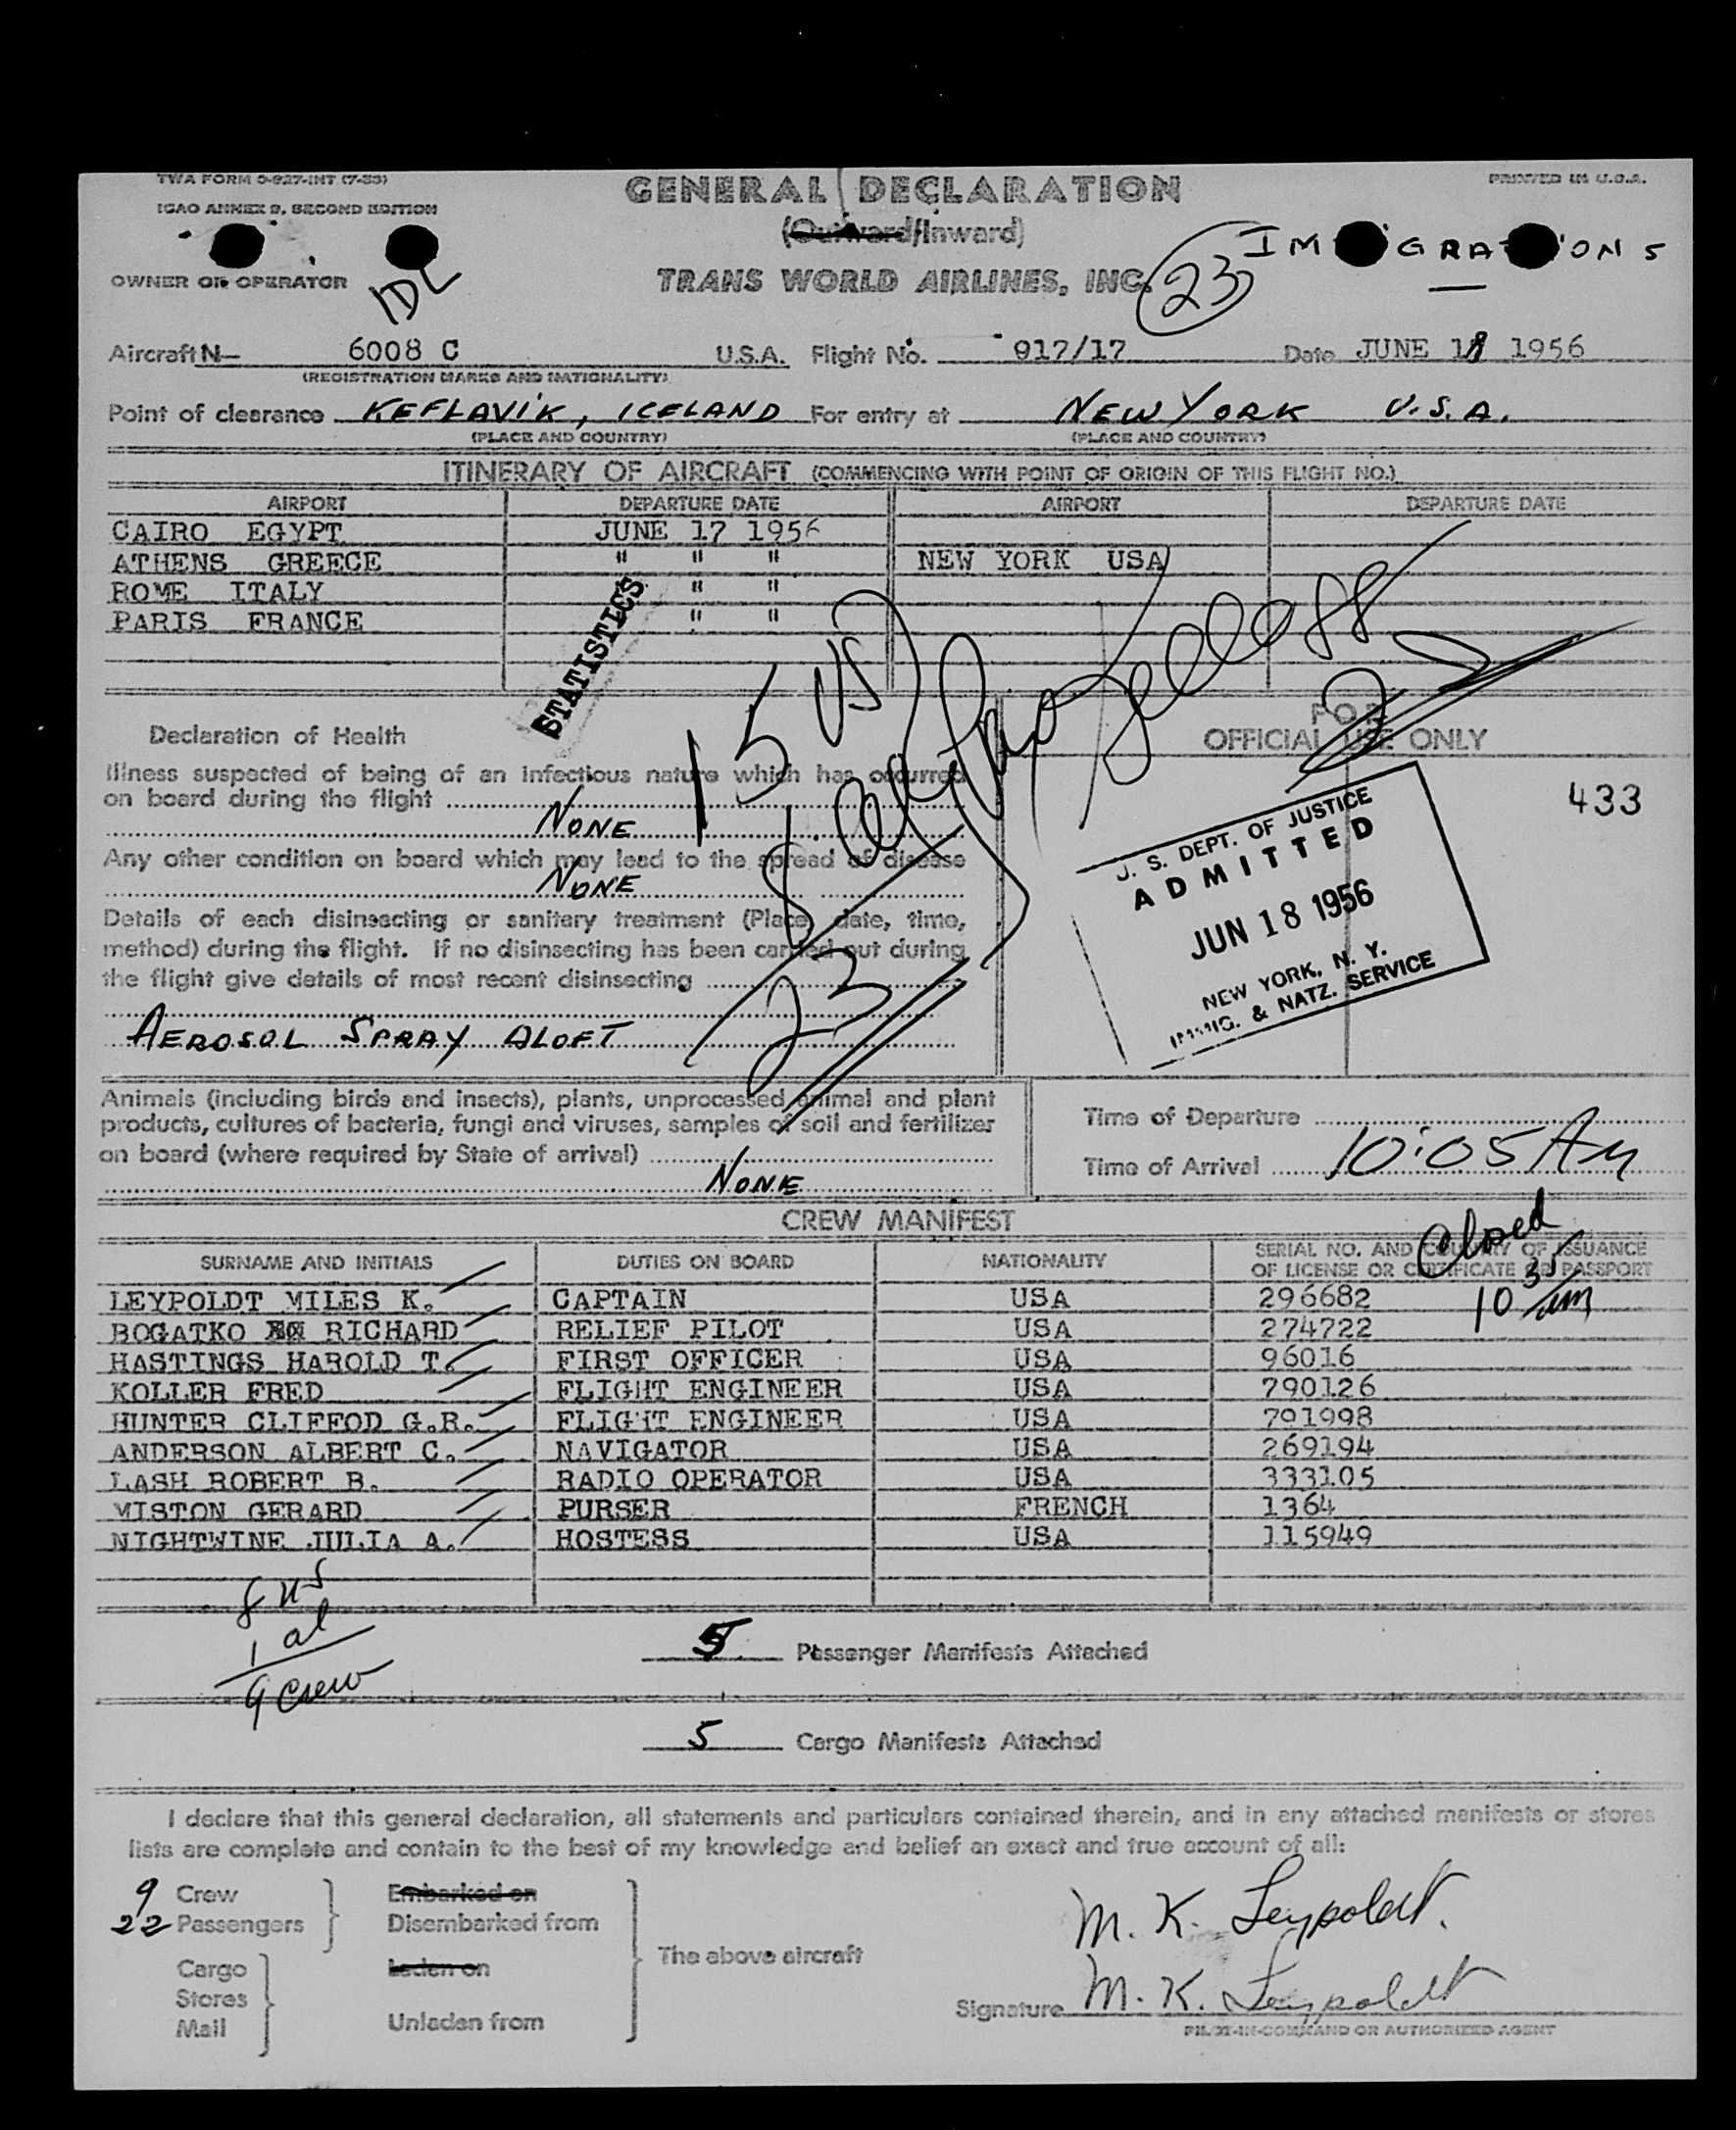 TWA FORM O-927-INT (7-53)
ICAO ANNEX 9, SECOND EDITION
PRINTED IN U.S.A.
GENERAL DECLARATION
(Outward/Inward)
IDL
OWNER OR OPERATOR
TRANS WORLD AIRLINES, INC.
23
Aircraft N- 6008 C U.S.A. Flight No. 917/17 Date JUNE 18 1956
(REGISTRATION MARKS AND NATIONALITY)
Point of clearance KEFLAVIK, ICELAND For entry at NEW YORK U.S.A.
(PLACE AND COUNTRY) (PLACE AND COUNTRY)
ITINERARY OF AIRCRAFT (COMMENCING WITH POINT OF ORIGIN OF THIS FLIGHT NO.)
AIRPORT DEPARTURE DATE AIRPORT DEPARTURE DATE
CAIRO EGYPT JUNE 17 1956
ATHENS GREECE " " " NEW YORK USA
ROME ITALY " "
PARIS FRANCE " "
STATISTICS
15 US
8 al
23
Declaration of Health
Illness suspected of being of an infectious nature which has occurred
on board during the flight
NONE
Any other condition on board which may lead to the spread of disease
NONE
Details of each disinsecting or sanitary treatment (Place, date, time,
method) during the flight. If no disinsecting has been carried out during
the flight give details of most recent disinsecting
AEROSOL SPRAY ALOFT
FOR
OFFICIAL USE ONLY
433
U. S. DEPT. OF JUSTICE
ADMITTED
JUN 18 1956
NEW YORK, N. Y.
IMMIG. & NATZ. SERVICE
Animals (including birds and insects), plants, unprocessed animal and plant
products, cultures of bacteria, fungi and viruses, samples of soil and fertilizer
on board (where required by State of arrival)
NONE
Time of Departure
Time of Arrival 10:05 AM
Closed
10 35 am
CREW MANIFEST
SURNAME AND INITIALS DUTIES ON BOARD NATIONALITY SERIAL NO. AND COUNTRY OF ISSUANCE
OF LICENSE OR CERTIFICATE OR PASSPORT
LEYPOLDT MILES K. CAPTAIN USA 296682
BOGATKO RICHARD RELIEF PILOT USA 274722
HASTINGS HAROLD T. FIRST OFFICER USA 96016
KOLLER FRED FLIGHT ENGINEER USA 790126
HUNTER CLIFFOD G.R. FLIGHT ENGINEER USA 791998
ANDERSON ALBERT C. NAVIGATOR USA 269194
LASH ROBERT B. RADIO OPERATOR USA 333105
MISTON GERARD PURSER FRENCH 1364
NIGHTWINE JULIA A. HOSTESS USA 115949
8 us
1 al
9 crew
5 Passenger Manifests Attached
5 Cargo Manifests Attached
I declare that this general declaration, all statements and particulars contained therein, and in any attached manifests or stores
lists are complete and contain to the best of my knowledge and belief an exact and true account of all:
9 Crew
22 Passengers
Embarked on
Disembarked from
Cargo
Stores
Mail
Laden on
Unladen from
The above aircraft
M. K. Leypoldt.
Signature M. K. Leypoldt
PILOT-IN-COMMAND OR AUTHORIZED AGENT